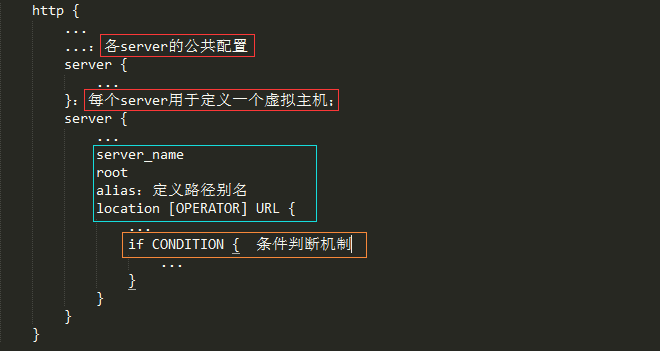 http {
    ...
    ...：各server的公共配置
    server {
        ...
    }：每个server用于定义一个虚拟主机；
    server {
        ...
        server_name
        root
        alias：定义路径别名
        location [OPERATOR] URL {
            ...
            if CONDITION {  条件判断机制
                ...
            }
        }
    }
}